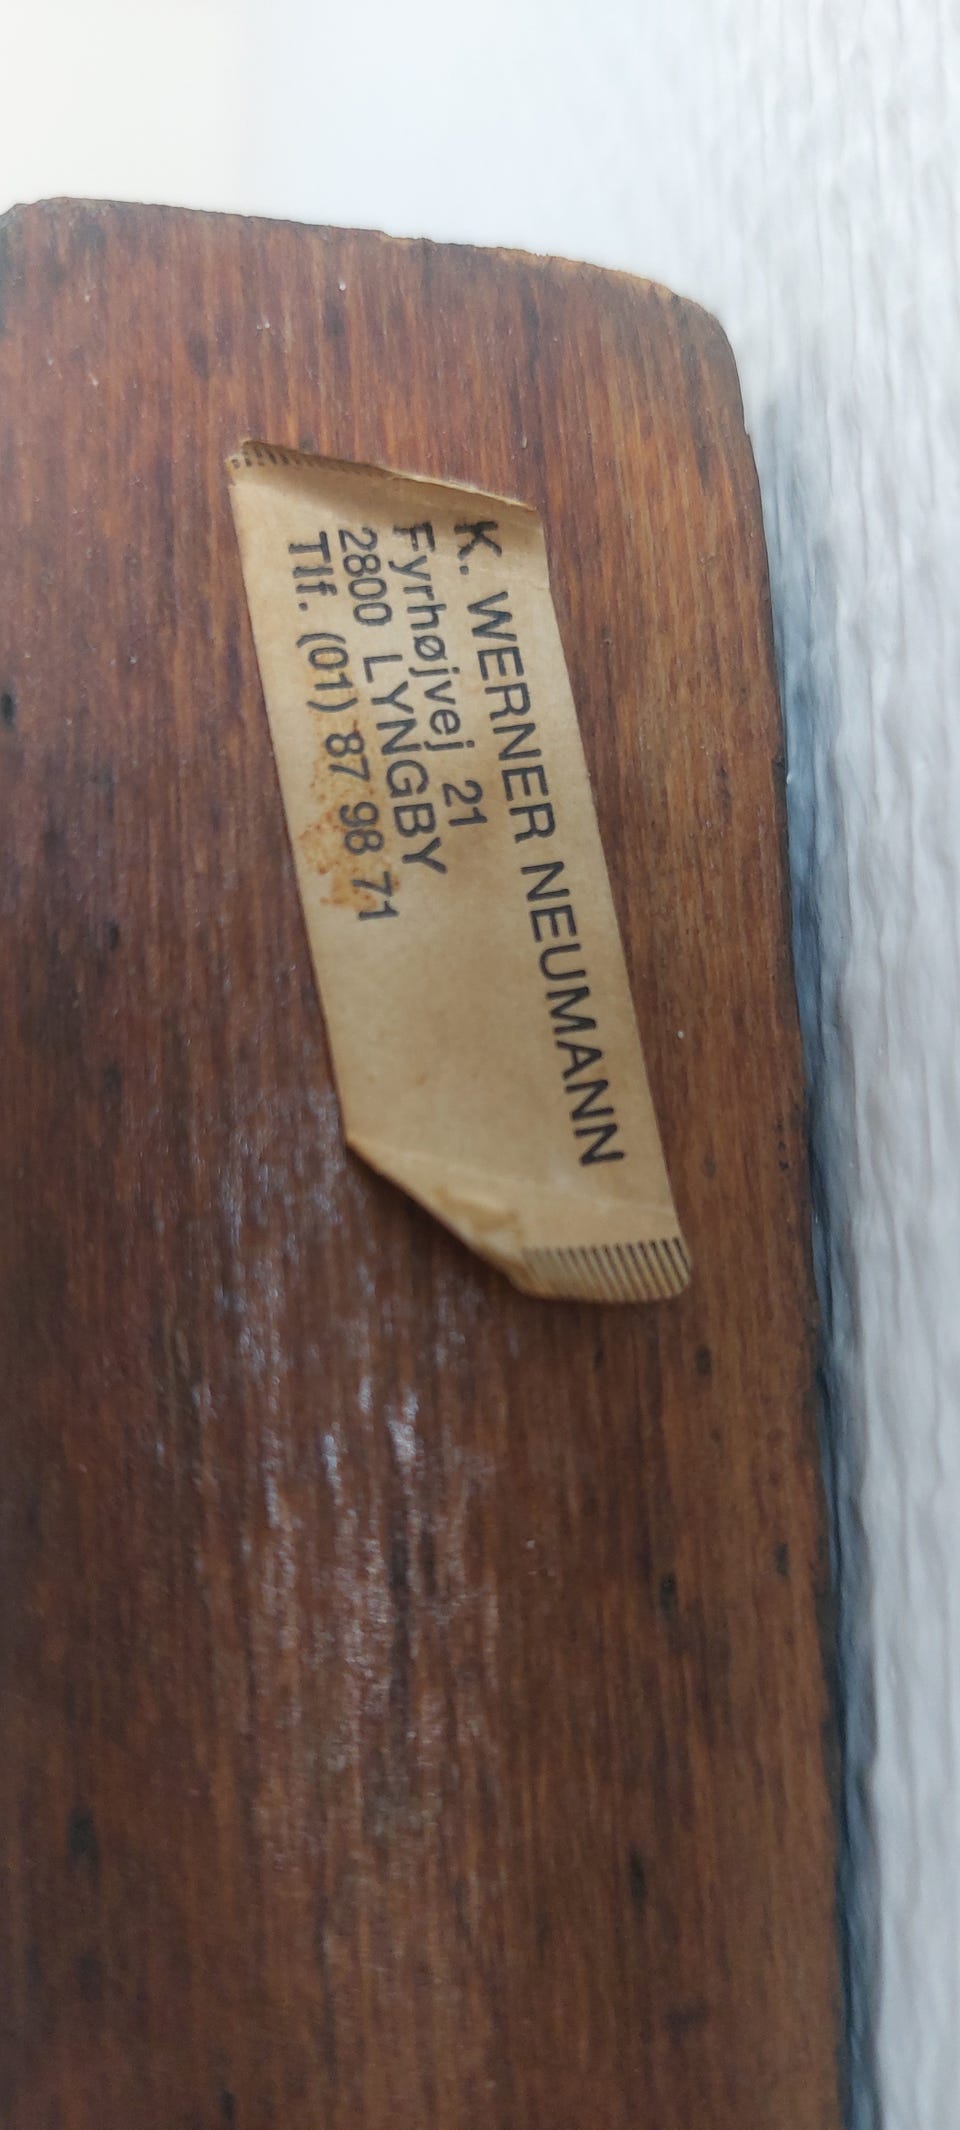 K. WERNER NEUMANN
Fyrhøjvej 21
2800 LYNGBY
Tlf. (01) 87 98 71